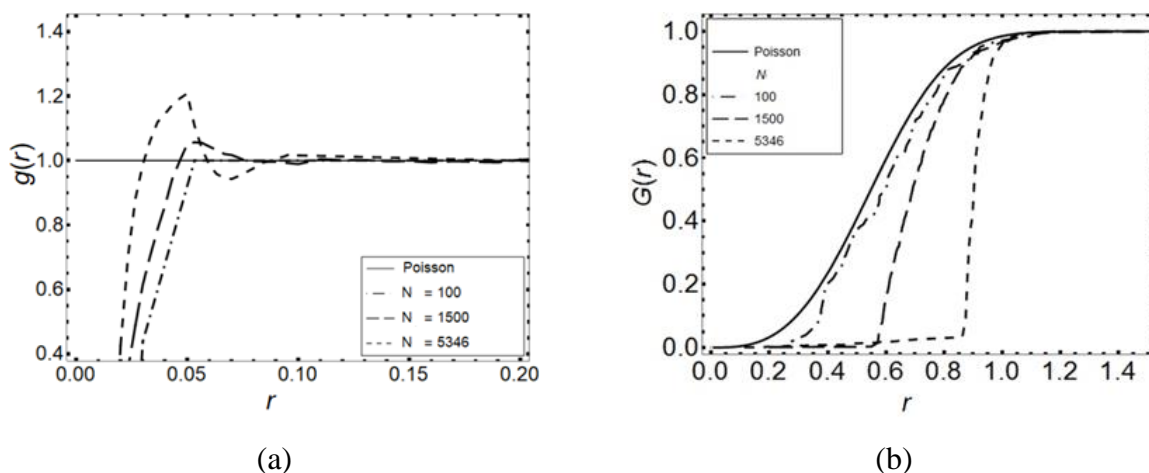 1.4
1.2
1.0
0.8
0.6
0.4
g(r)
0.00 0.05 0.10 0.15 0.20
r
Poisson
N = 100
N = 1500
N = 5346
(a)
1.0
0.8
0.6
0.4
0.2
0.0
G(r)
0.0 0.2 0.4 0.6 0.8 1.0 1.2 1.4
r
Poisson
N
100
1500
5346
(b)